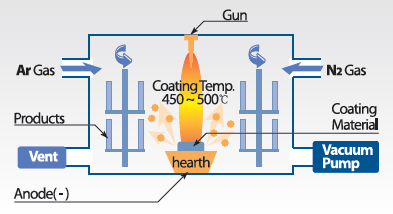 Gun
Ar Gas
N2 Gas
Coating Temp.
450~500℃
Products
Coating
Material
Vent
hearth
Vacuum
Pump
Anode(-)